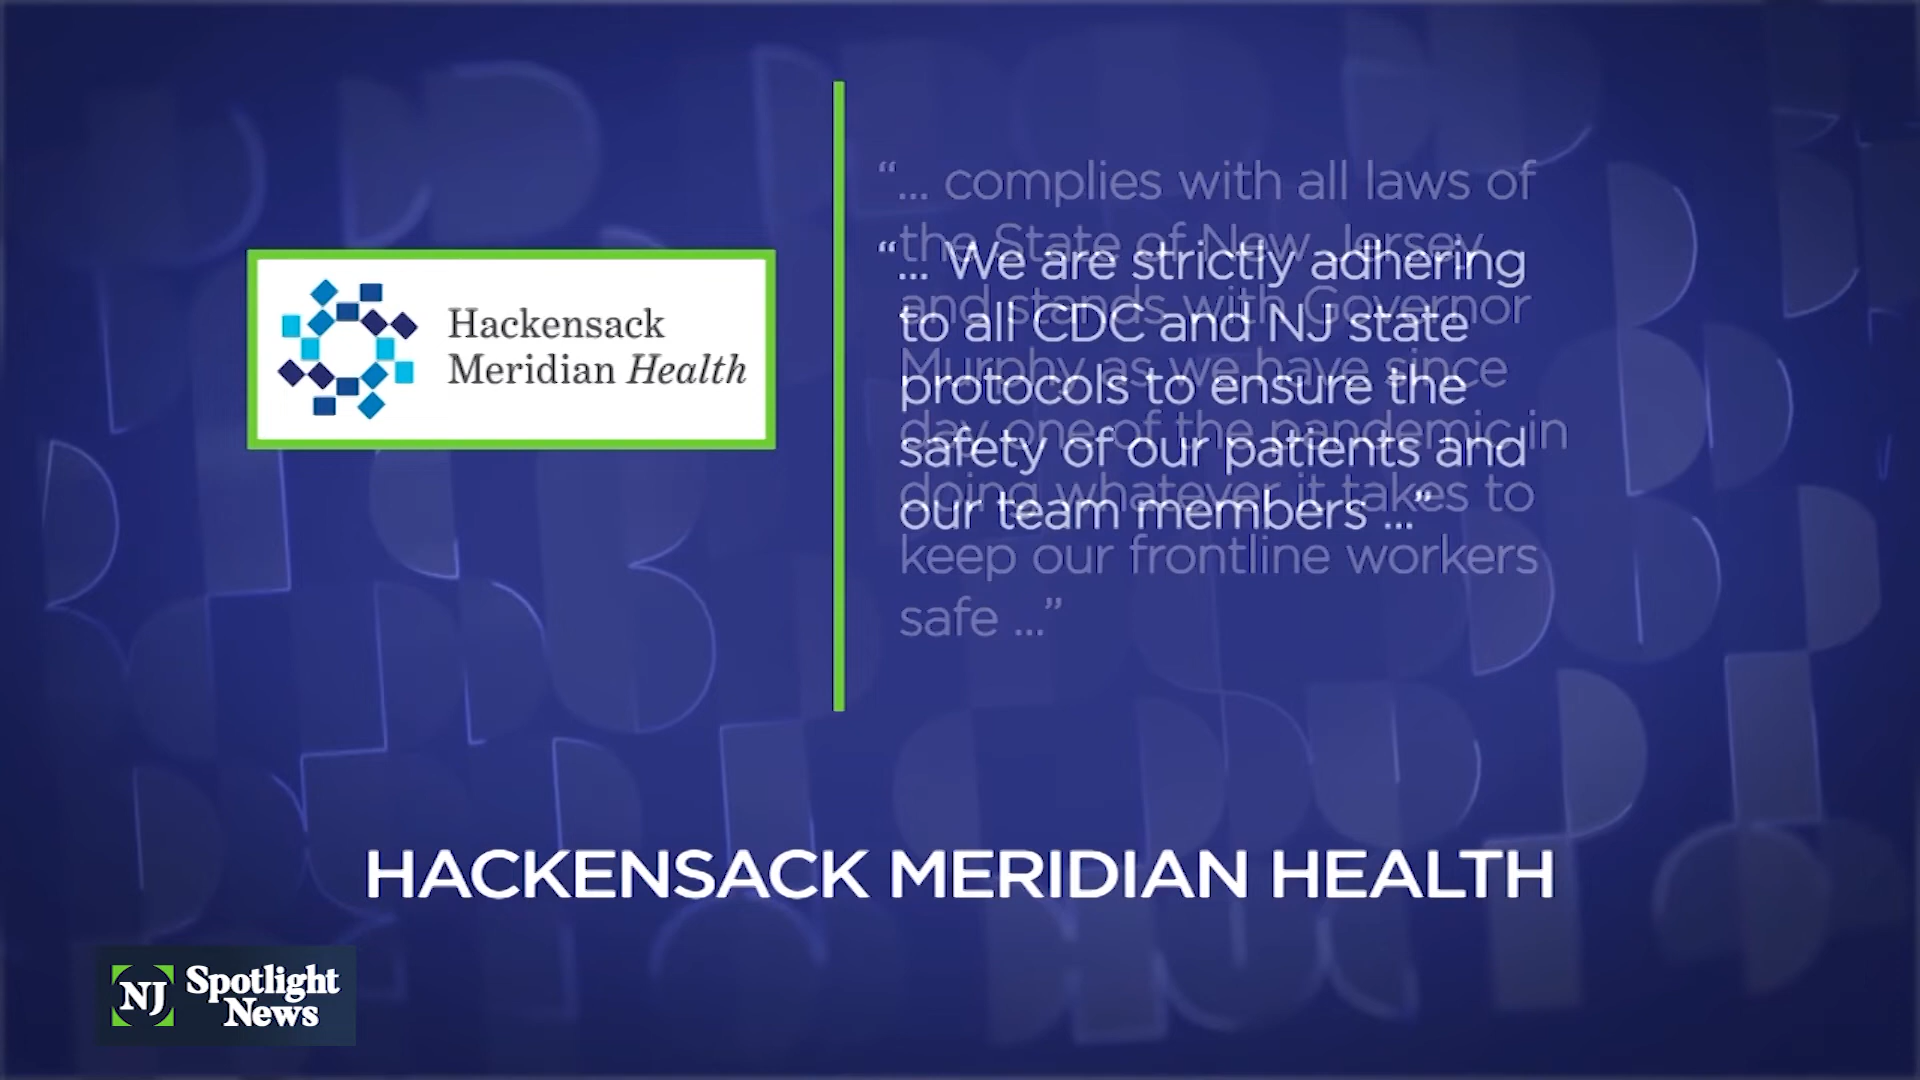 Hackensack
Meridian Health
“... complies with all laws of
the State of New Jersey
and stands with Governor
Murphy as we have since
day one of the pandemic in
doing whatever it takes to
keep our frontline workers
safe ...”
“... We are strictly adhering
to all CDC and NJ state
protocols to ensure the
safety of our patients and
our team members ...”
HACKENSACK MERIDIAN HEALTH
NJ Spotlight
News